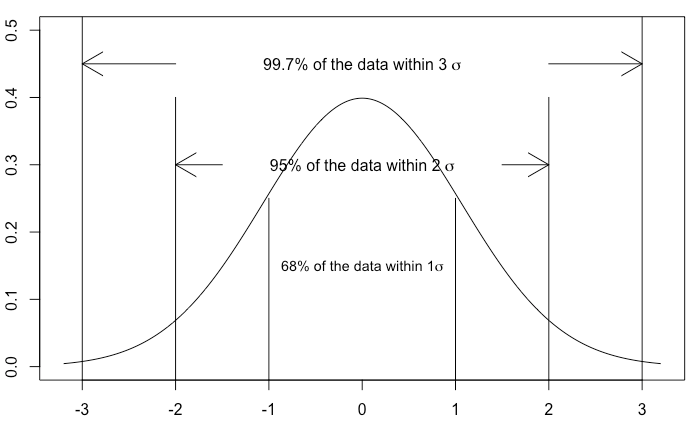 0.5
99.7% of the data within 3 σ
0.4
0.3
95% of the data within 2 σ
0.2
68% of the data within 1σ
0.1
0.0
-3 -2 -1 0 1 2 3